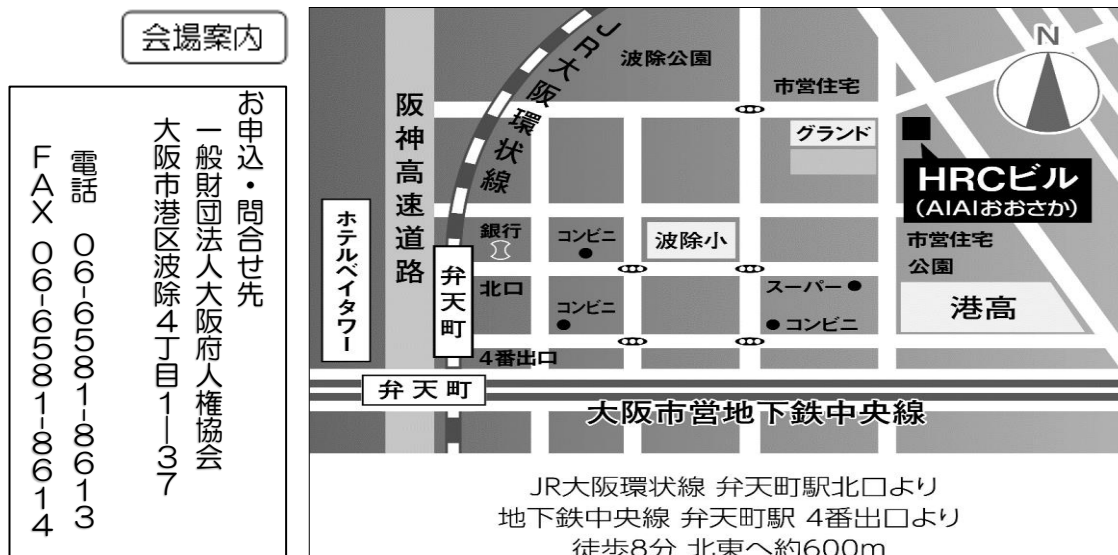 会場案内
お申込・問合せ先
一般財団法人大阪府人権協会
大阪市港区波除4丁目1―37
電話 06-6581-8613
FAX 06-6581-8614
JR大阪環状線
波除公園
N
市営住宅
阪神高速道路
グランド
HRCビル
(AIAIおおさか)
ホテルベイタワー
銀行
コンビニ
波除小
市営住宅
公園
弁天町
北口
スーパー
港高
コンビニ
コンビニ
4番出口
弁天町
大阪市営地下鉄中央線
JR大阪環状線 弁天町駅北口より
地下鉄中央線 弁天町駅 4番出口より
徒歩8分 北東へ約600m